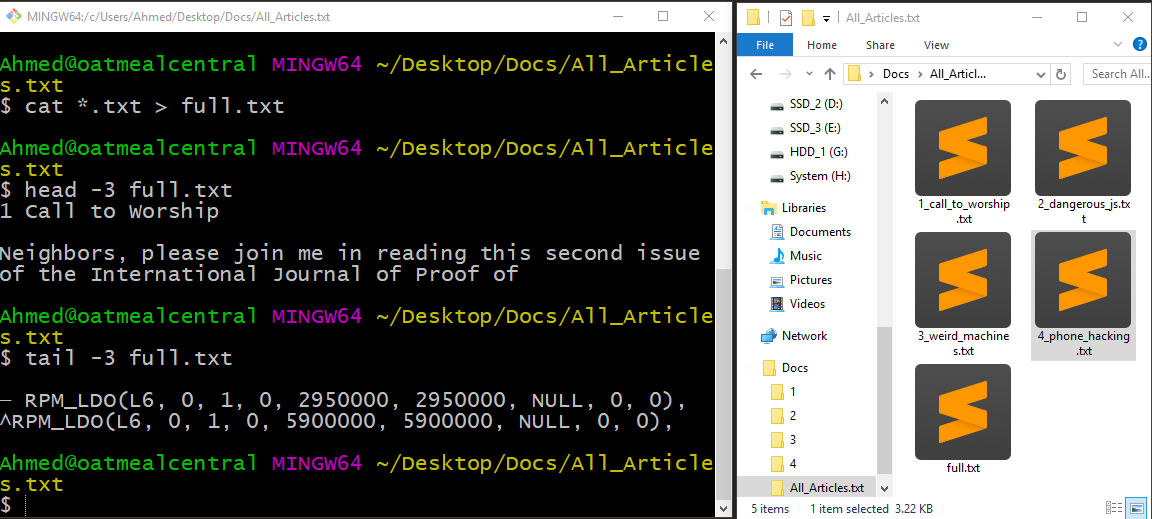 MINGW64:/c/Users/Ahmed/Desktop/Docs/All_Articles.txt
Ahmed@oatmealcentral MINGW64 ~/Desktop/Docs/All_Article
s.txt
$ cat *.txt > full.txt
Ahmed@oatmealcentral MINGW64 ~/Desktop/Docs/All_Article
s.txt
$ head -3 full.txt
1 Call to Worship
Neighbors, please join me in reading this second issue
of the International Journal of Proof of
Ahmed@oatmealcentral MINGW64 ~/Desktop/Docs/All_Article
s.txt
$ tail -3 full.txt
– RPM_LDO(L6, 0, 1, 0, 2950000, 2950000, NULL, 0, 0),
^RPM_LDO(L6, 0, 1, 0, 5900000, 5900000, NULL, 0, 0),
Ahmed@oatmealcentral MINGW64 ~/Desktop/Docs/All_Article
s.txt
$
All_Articles.txt
File Home Share View
Docs All_Articl...
Search All...
SSD_2 (D:)
SSD_3 (E:)
HDD_1 (G:)
System (H:)
Libraries
Documents
Music
Pictures
Videos
Network
Docs
1
2
3
4
All_Articles.txt
1_call_to_worship
.txt
2_dangerous_js.tx
t
3_weird_machine
s.txt
4_phone_hacking
.txt
full.txt
5 items 1 item selected 3.22 KB